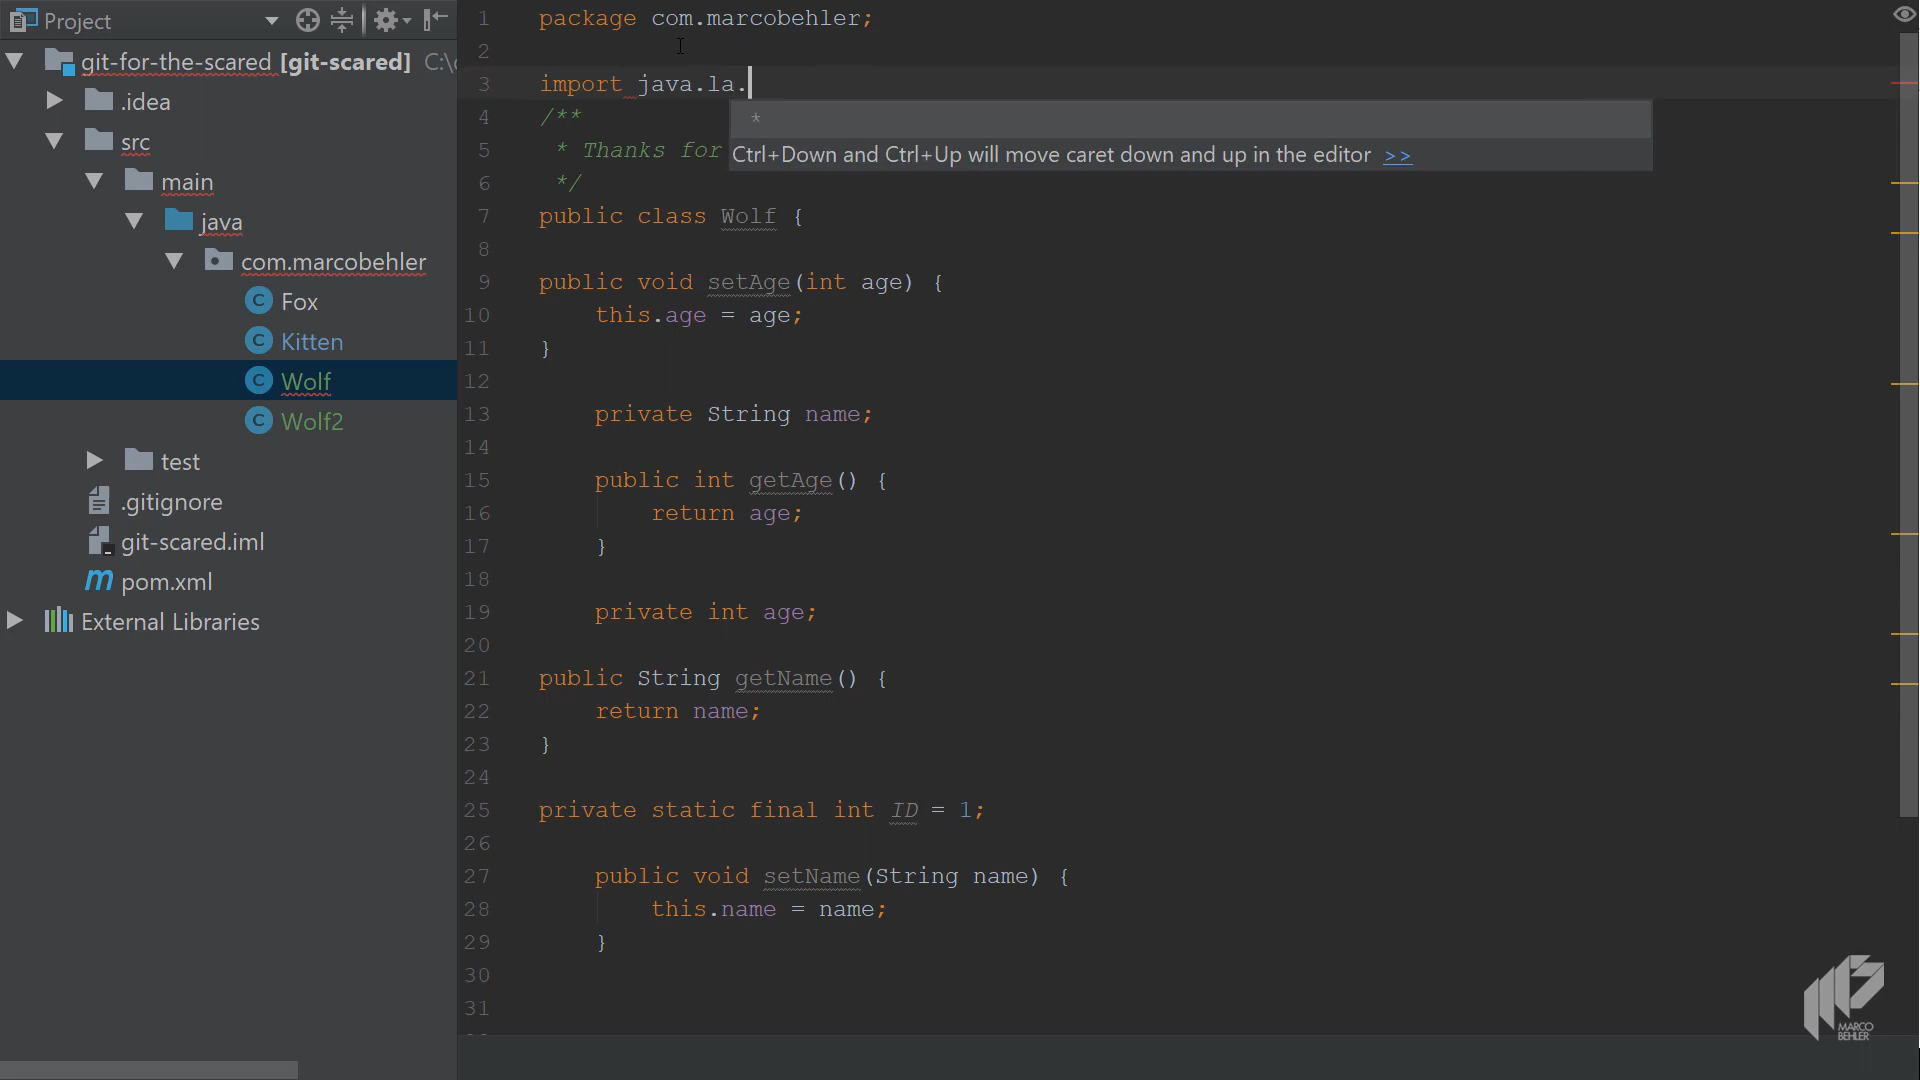 Project
git-for-the-scared [git-scared] C:\
.idea
src
main
java
com.marcobehler
C Fox
C Kitten
C Wolf
C Wolf2
test
.gitignore
git-scared.iml
m pom.xml
External Libraries
1 package com.marcobehler;
2
3 import java.la.
4 /**
*
5 * Thanks for
Ctrl+Down and Ctrl+Up will move caret down and up in the editor >>
6 */
7 public class Wolf {
8
9 public void setAge(int age) {
10 this.age = age;
11 }
12
13 private String name;
14
15 public int getAge() {
16 return age;
17 }
18
19 private int age;
20
21 public String getName() {
22 return name;
23 }
24
25 private static final int ID = 1;
26
27 public void setName(String name) {
28 this.name = name;
29 }
30
31
MARCO
BEHLER